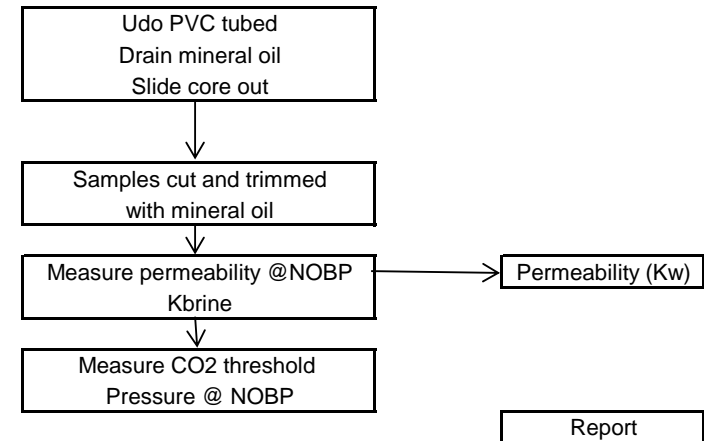 Udo PVC tubed
Drain mineral oil
Slide core out
Samples cut and trimmed
with mineral oil
Measure permeability @NOBP
Kbrine
Permeability (Kw)
Measure CO2 threshold
Pressure @ NOBP
Report